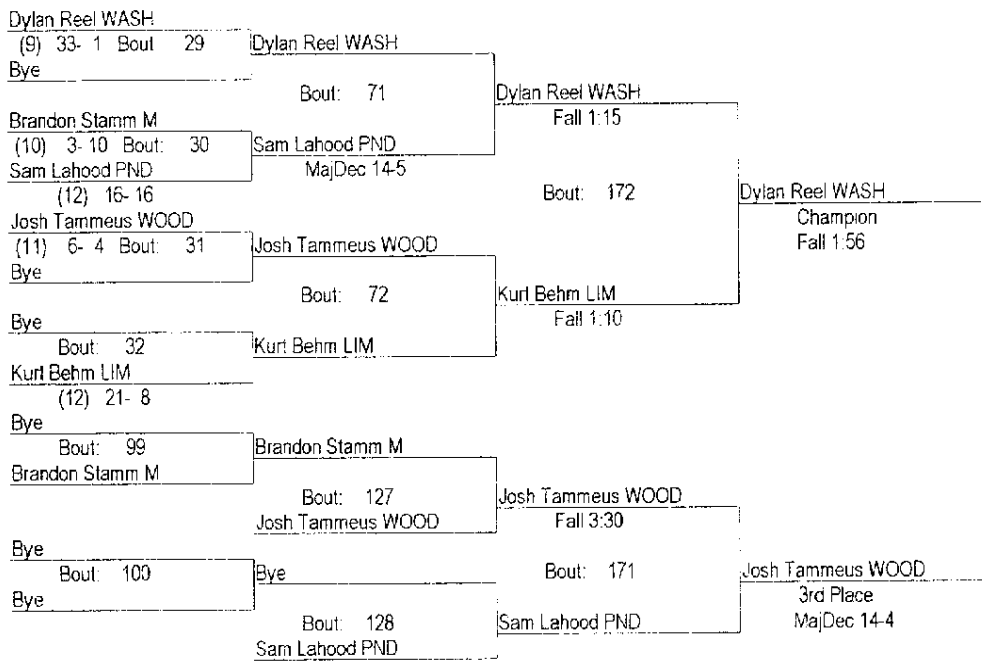 Dylan Reel WASH
(9) 33- 1 Bout 29
Bye
Dylan Reel WASH
Bout: 71
Dylan Reel WASH
Fall 1:15
Brandon Stamm M
(10) 3- 10 Bout: 30
Sam Lahood PND
(12) 16- 16
Sam Lahood PND
MajDec 14-5
Bout: 172
Dylan Reel WASH
Champion
Fall 1:56
Josh Tammeus WOOD
(11) 6- 4 Bout: 31
Bye
Josh Tammeus WOOD
Bout: 72
Kurt Behm LIM
Fall 1:10
Bye
Bout: 32
Kurt Behm LIM
(12) 21- 8
Kurt Behm LIM
Bye
Bout: 99
Brandon Stamm M
Brandon Stamm M
Bout: 127
Josh Tammeus WOOD
Josh Tammeus WOOD
Fall 3:30
Bye
Bout: 100
Bye
Bye
Bout: 128
Sam Lahood PND
Bout: 171
Sam Lahood PND
Josh Tammeus WOOD
3rd Place
MajDec 14-4